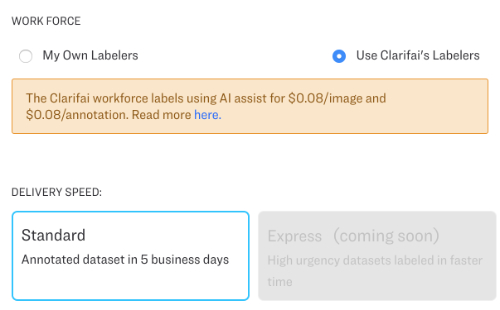 WORK FORCE
My Own Labelers
Use Clarifai's Labelers
The Clarifai workforce labels using AI assist for $0.08/image and
$0.08/annotation. Read more here.
DELIVERY SPEED:
Standard
Annotated dataset in 5 business days
Express (coming soon)
High urgency datasets labeled in faster
time